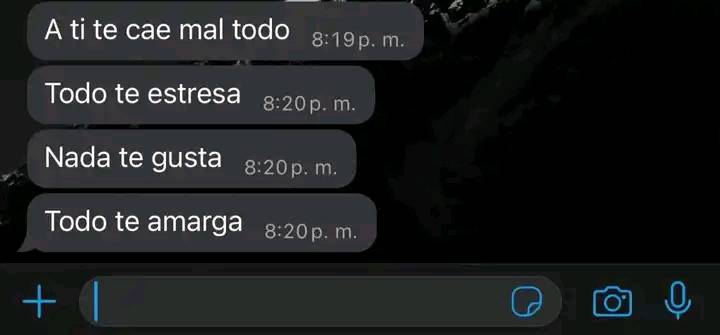 A ti te cae mal todo 8:19 p. m.
Todo te estresa 8:20 p. m.
Nada te gusta 8:20 p. m.
Todo te amarga 8:20 p. m.